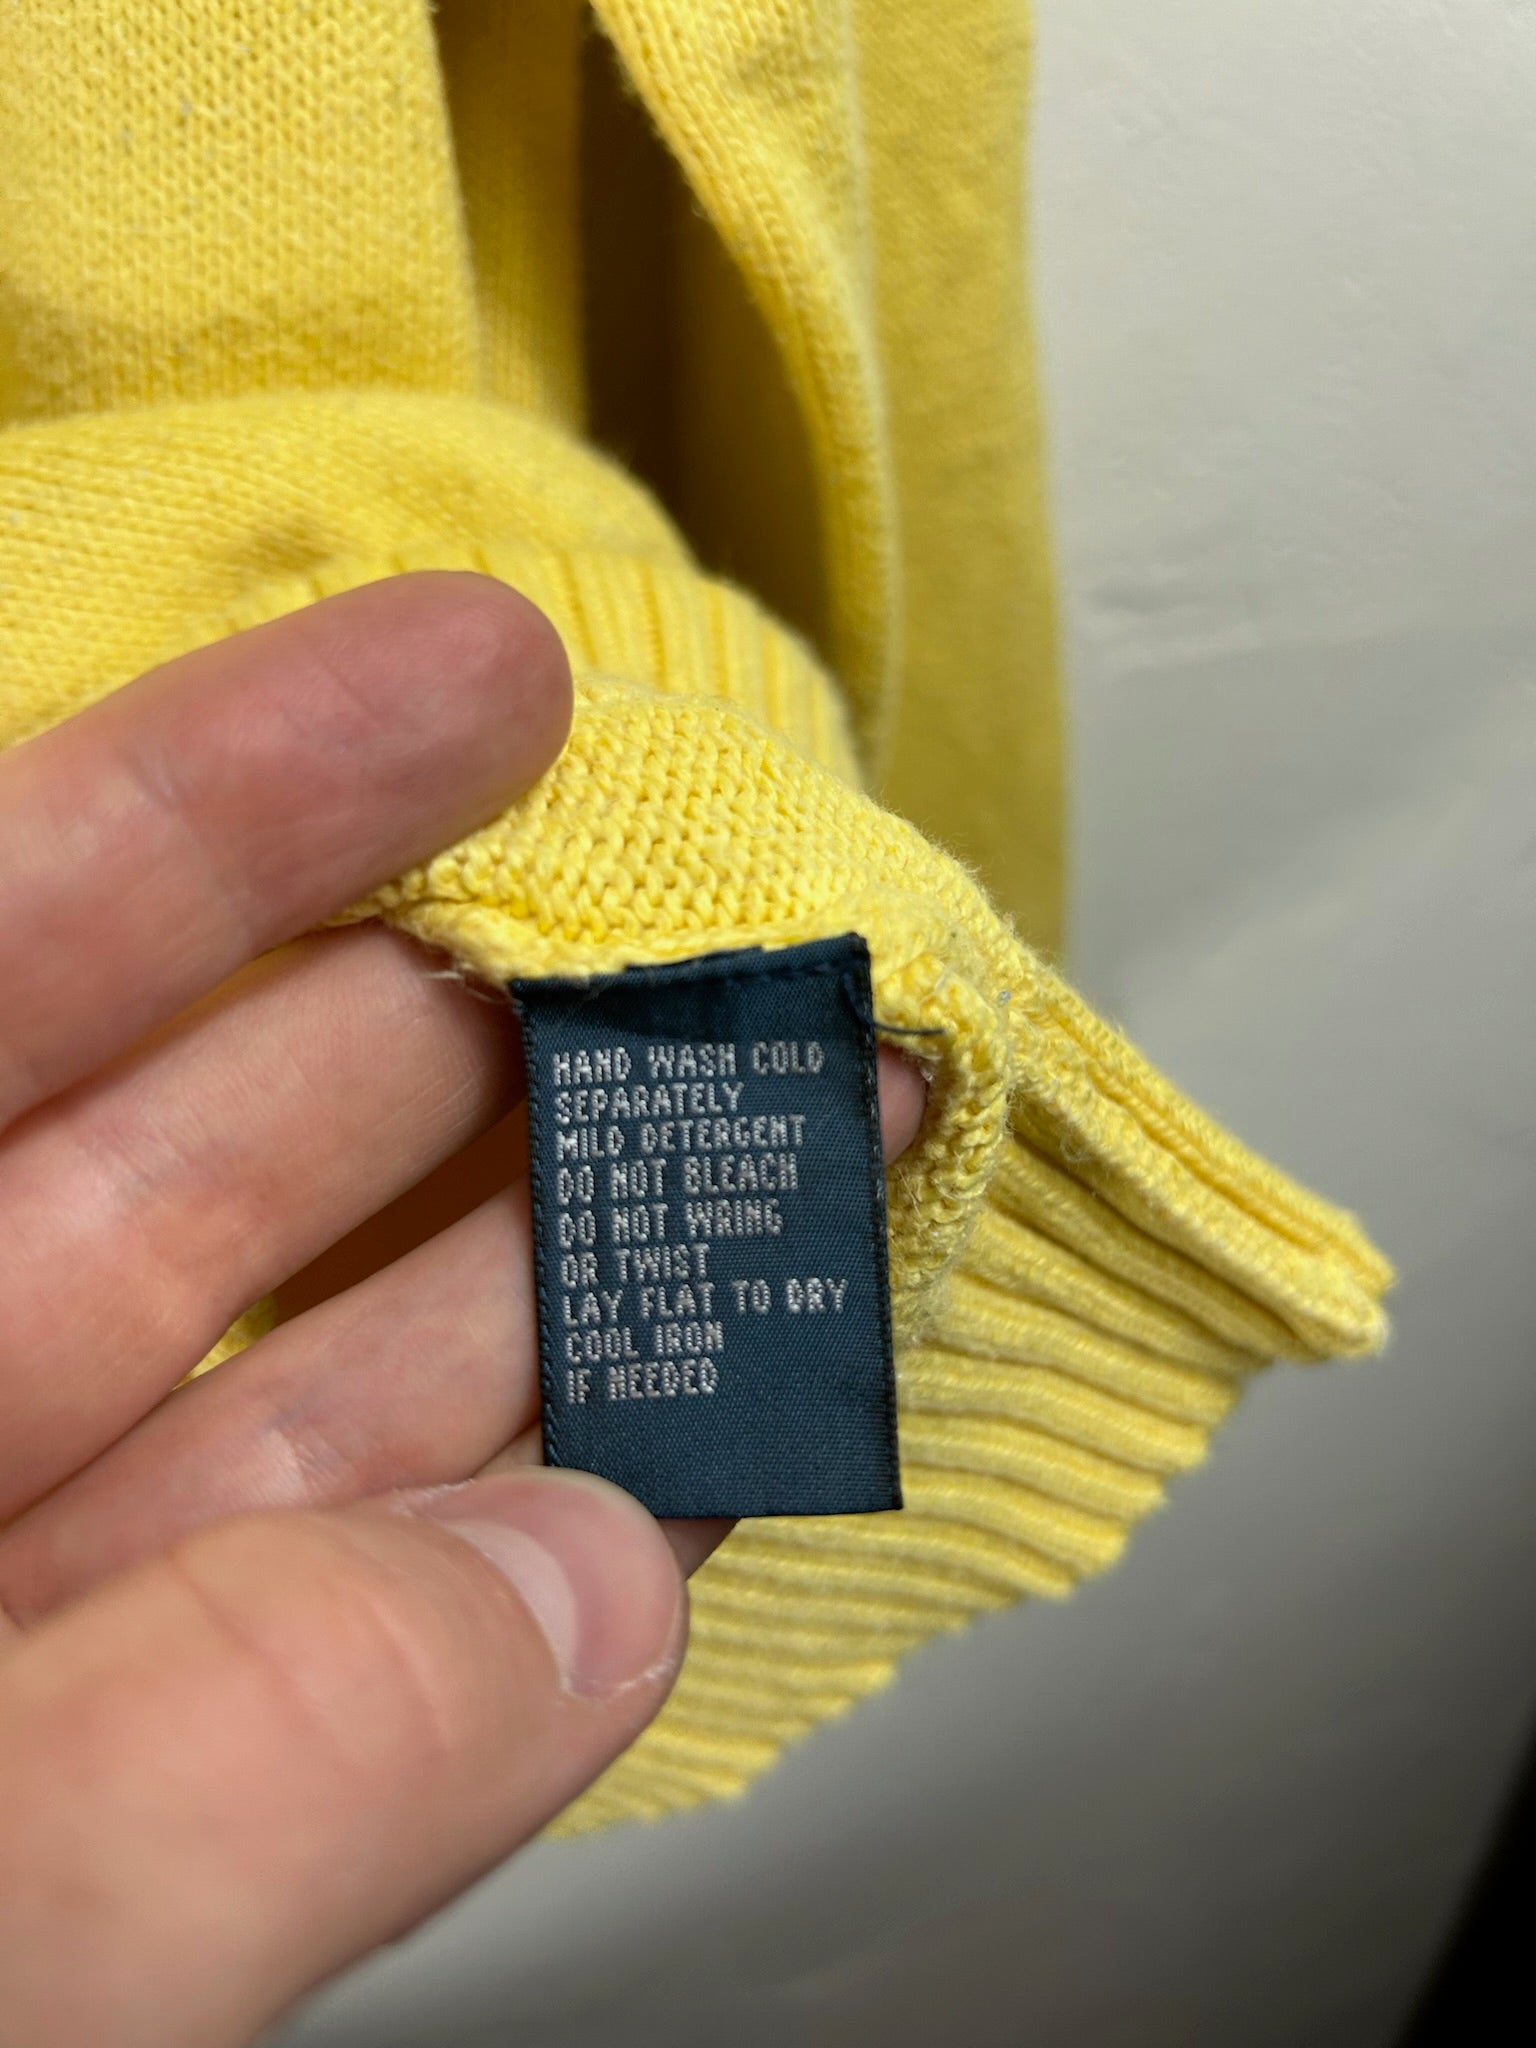 HAND WASH COLD
SEPARATELY
MILD DETERGENT
DO NOT BLEACH
DO NOT WRING
OR TWIST
LAY FLAT TO DRY
COOL IRON
IF NEEDED